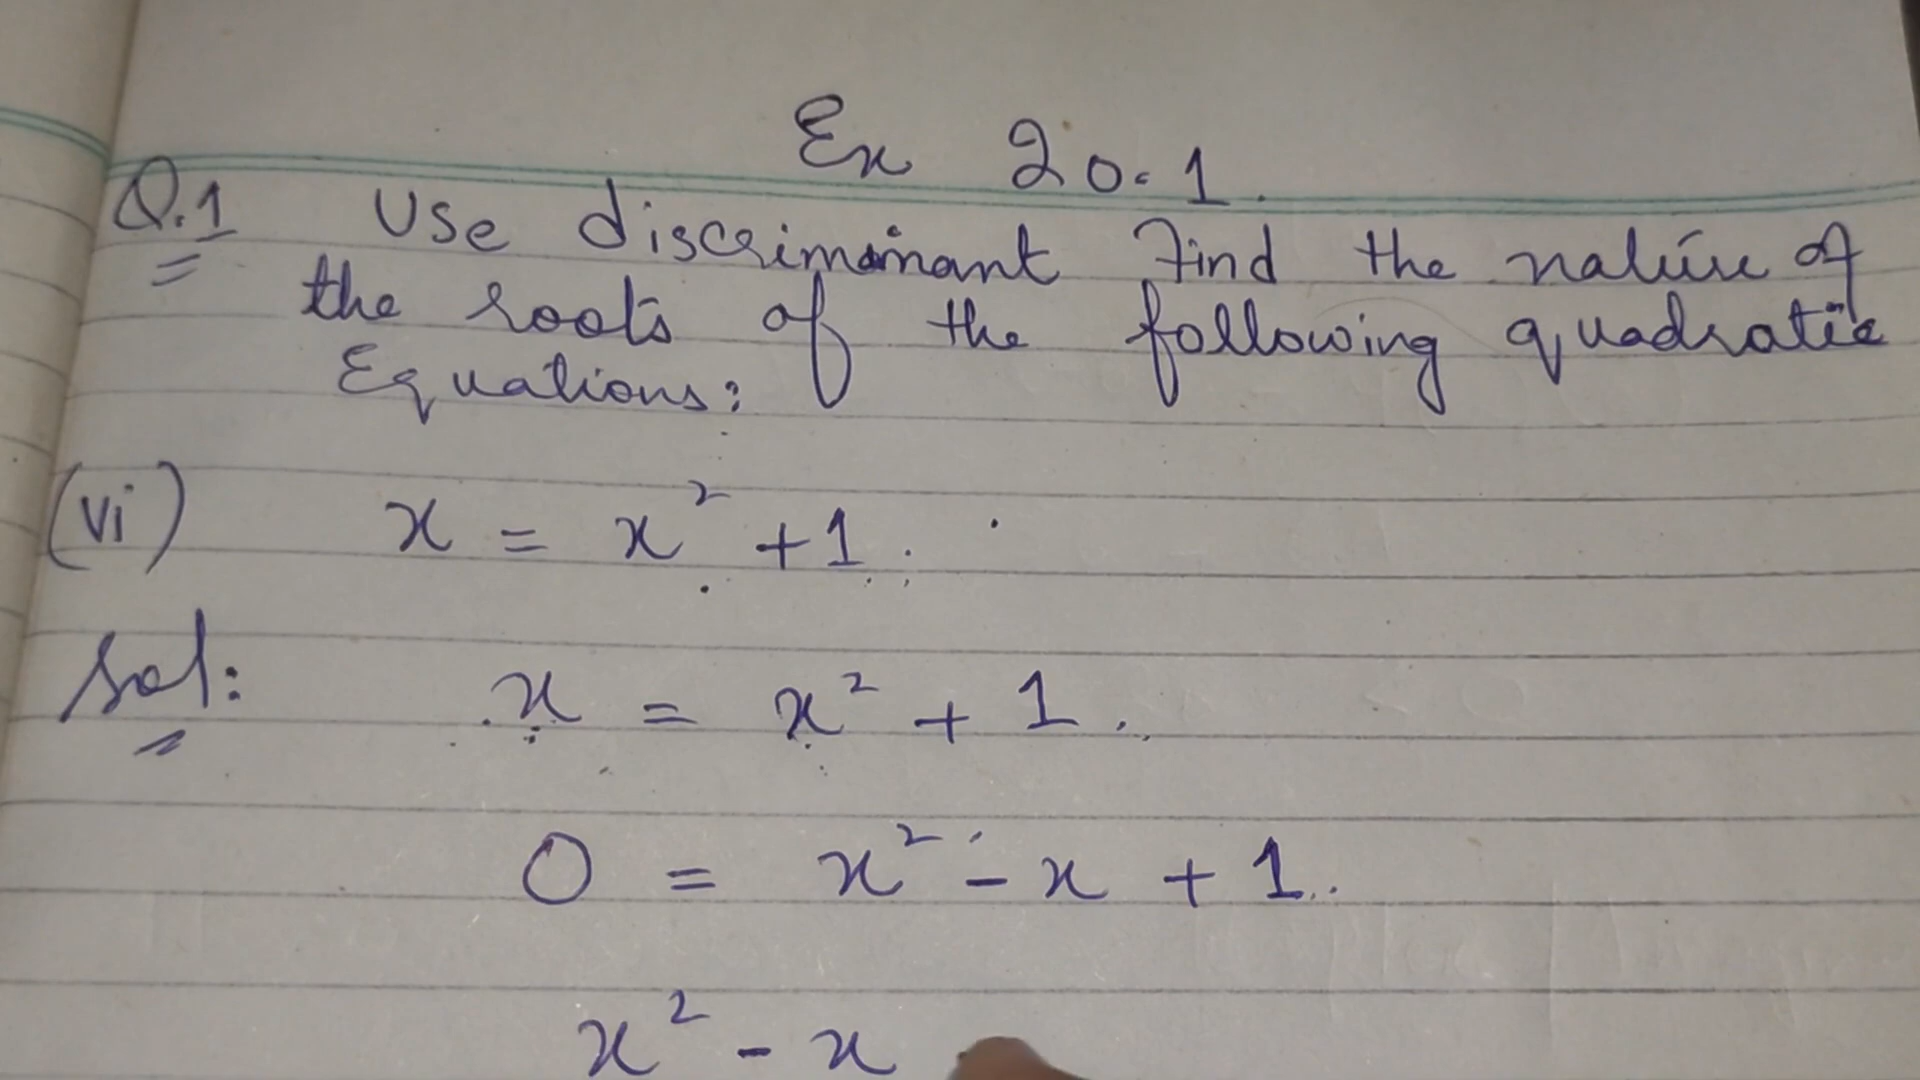 Ex 20.1.
Q.1 Use discriminant find the nature of
the roots of the following quadratic
Equations:
(vi) x = x² + 1.
Sol: x = x² + 1.
0 = x² - x + 1.
x² - x